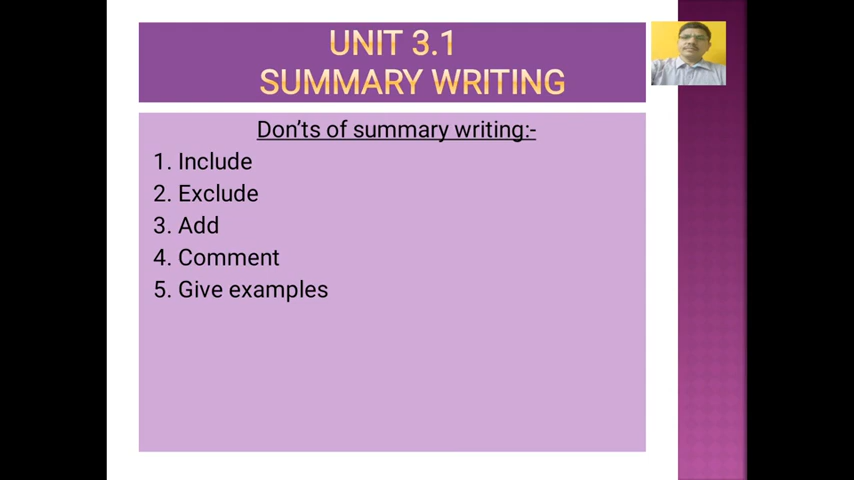 UNIT 3.1
SUMMARY WRITING
Don’ts of summary writing:-
1. Include
2. Exclude
3. Add
4. Comment
5. Give examples